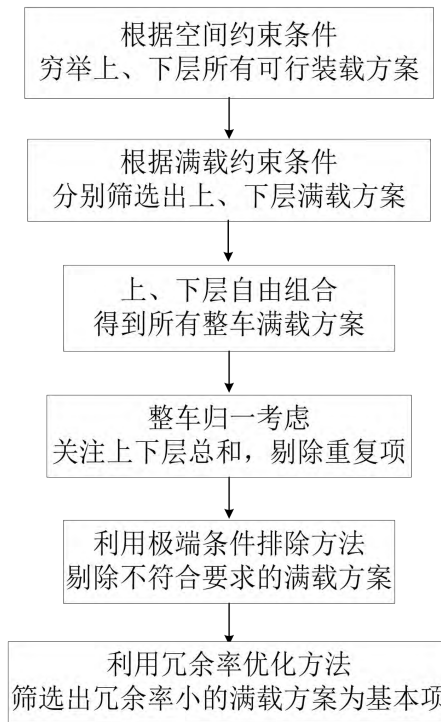 根据空间约束条件
穷举上、下层所有可行装载方案
根据满载约束条件
分别筛选出上、下层满载方案
上、下层自由组合
得到所有整车满载方案
整车归一考虑
关注上下层总和，剔除重复项
利用极端条件排除方法
剔除不符合要求的满载方案
利用冗余率优化方法
筛选出冗余率小的满载方案为基本项